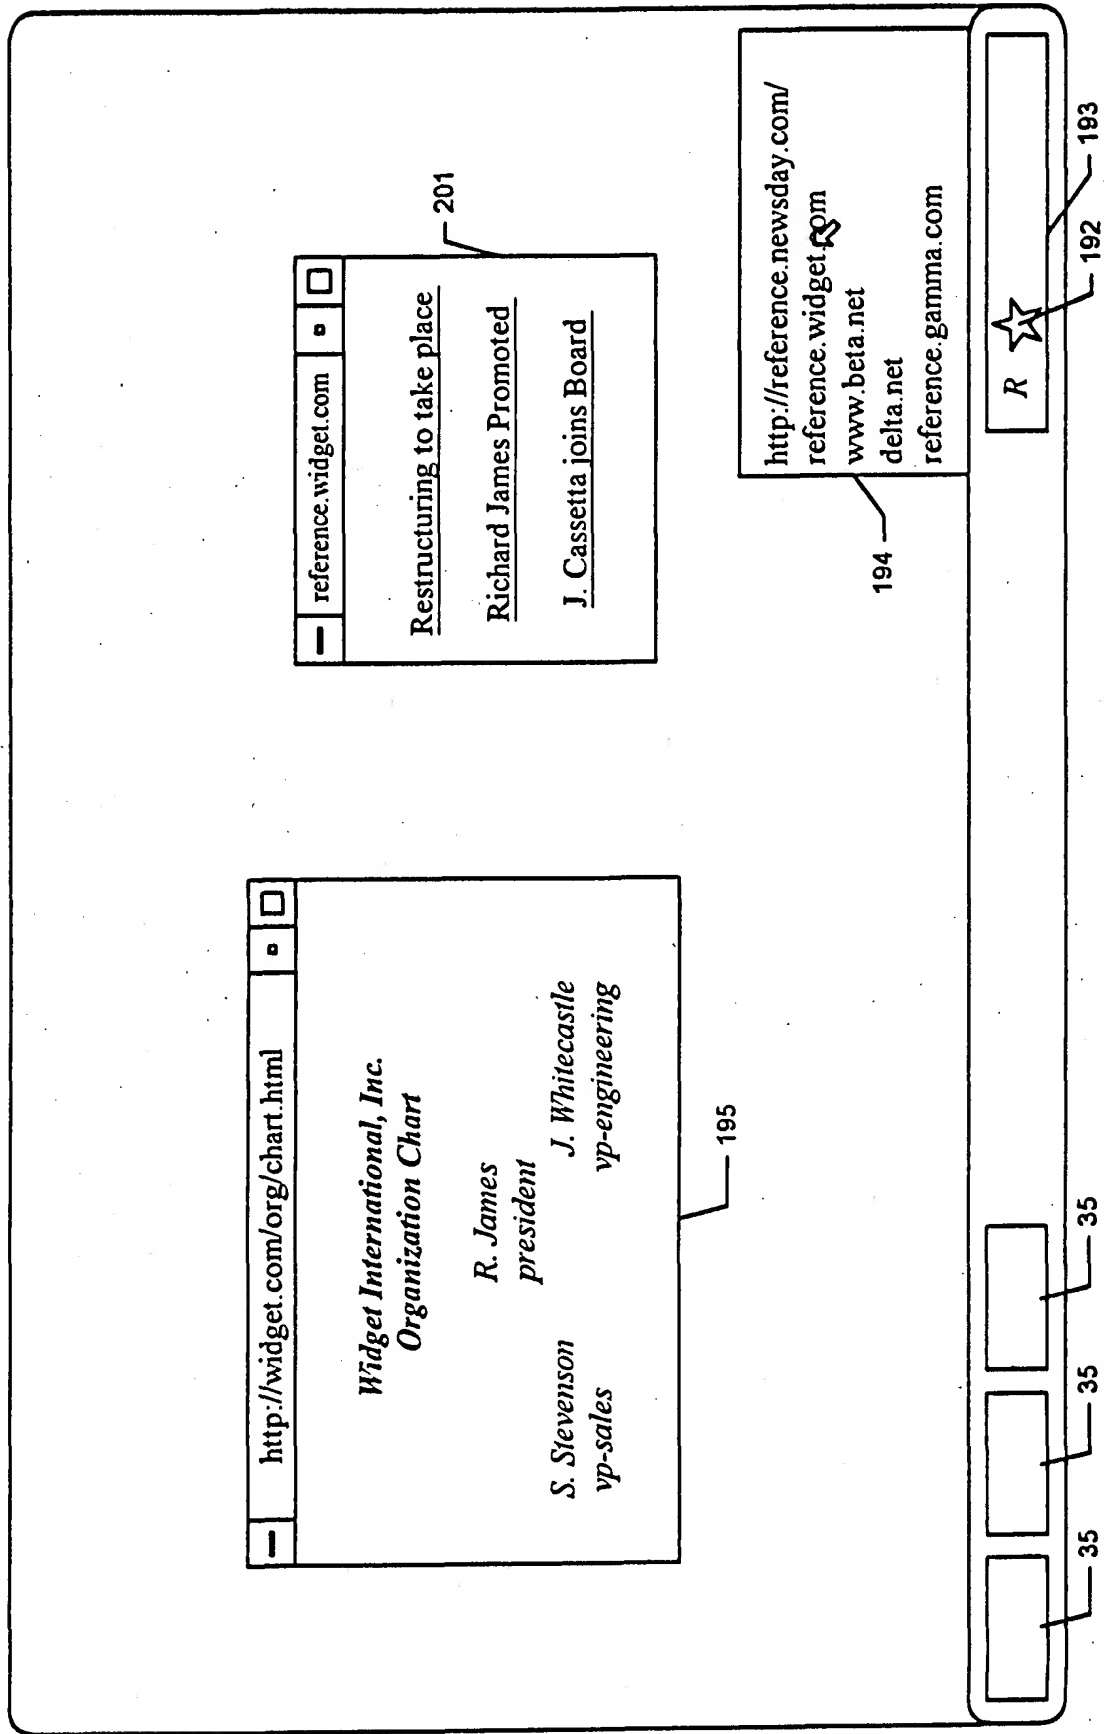 http://widget.com/org/chart.html
Widget International, Inc.
Organization Chart
R. James
president
S. Stevenson
vp-sales
J. Whitecastle
vp-engineering
195
reference.widget.com
Restructuring to take place
Richard James Promoted
J. Cassetta joins Board
201
http://reference.newsday.com/
reference.widget.com
www.beta.net
delta.net
reference.gamma.com
194
R
35
35
35
192
193